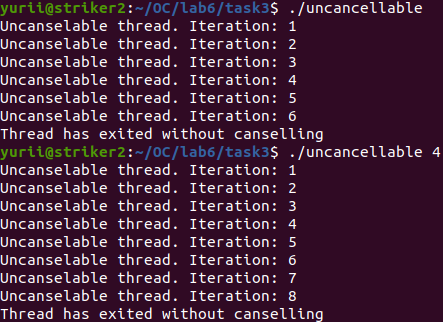 yurii@striker2:~/OC/lab6/task3$ ./uncancellable
Uncanselable thread. Iteration: 1
Uncanselable thread. Iteration: 2
Uncanselable thread. Iteration: 3
Uncanselable thread. Iteration: 4
Uncanselable thread. Iteration: 5
Uncanselable thread. Iteration: 6
Thread has exited without canselling
yurii@striker2:~/OC/lab6/task3$ ./uncancellable 4
Uncanselable thread. Iteration: 1
Uncanselable thread. Iteration: 2
Uncanselable thread. Iteration: 3
Uncanselable thread. Iteration: 4
Uncanselable thread. Iteration: 5
Uncanselable thread. Iteration: 6
Uncanselable thread. Iteration: 7
Uncanselable thread. Iteration: 8
Thread has exited without canselling